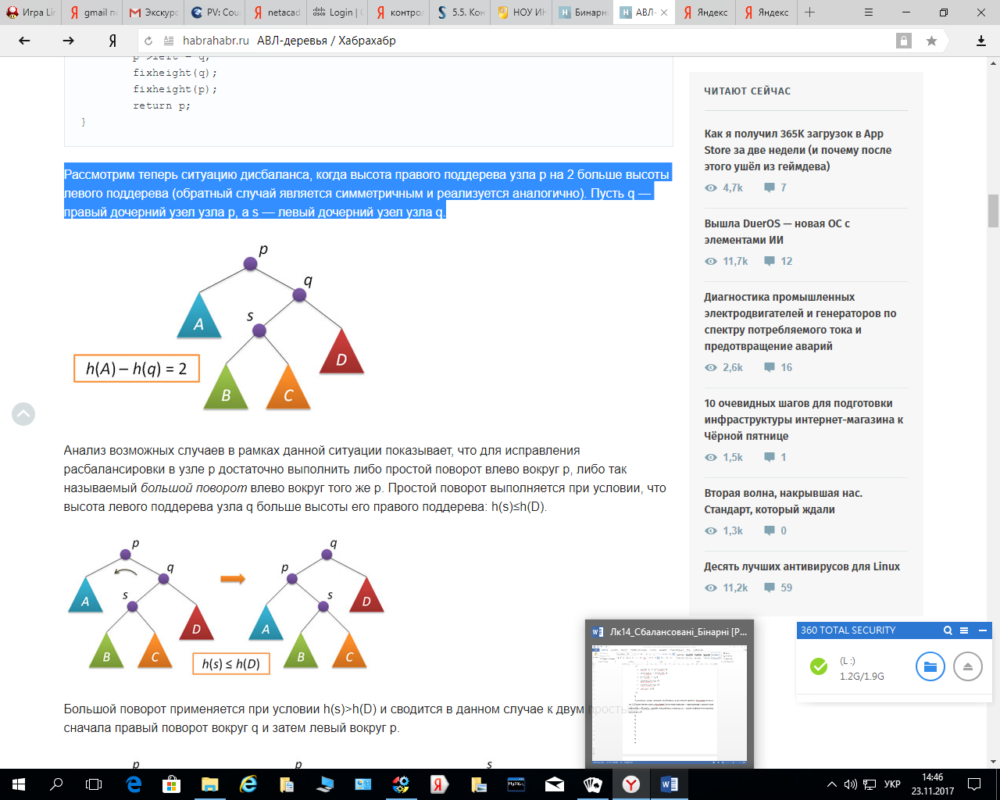 Игра Lin
gmail по
Экскурс
PV: Cou
netacad
Login | C
контрол
5.5. Кон
НОУ ИН
Бинарн
АВЛ-
Яндекс
Яндекс
habrahabr.ru АВЛ-деревья / Хабрахабр
p->left = q;
fixheight(q);
fixheight(p);
return p;
}
Рассмотрим теперь ситуацию дисбаланса, когда высота правого поддерева узла p на 2 больше высоты
левого поддерева (обратный случай является симметричным и реализуется аналогично). Пусть q —
правый дочерний узел узла p, а s — левый дочерний узел узла q.
p
q
s
A
D
h(A) – h(q) = 2
B
C
Анализ возможных случаев в рамках данной ситуации показывает, что для исправления
расбалансировки в узле p достаточно выполнить либо простой поворот влево вокруг p, либо так
называемый большой поворот влево вокруг того же p. Простой поворот выполняется при условии, что
высота левого поддерева узла q больше высоты его правого поддерева: h(s)≤h(D).
p
q
s
A
D
B
C
h(s) ≤ h(D)
q
p
s
D
A
B
C
Большой поворот применяется при условии h(s)>h(D) и сводится в данном случае к двум просты
сначала правый поворот вокруг q и затем левый вокруг p.
p
p
s
ЧИТАЮТ СЕЙЧАС
Как я получил 365K загрузок в App
Store за две недели (и почему после
этого ушёл из геймдева)
4,7k 7
Вышла DuerOS — новая ОС с
элементами ИИ
11,7k 12
Диагностика промышленных
электродвигателей и генераторов по
спектру потребляемого тока и
предотвращение аварий
2,6k 16
10 очевидных шагов для подготовки
инфраструктуры интернет-магазина к
Чёрной пятнице
1,5k 1
Вторая волна, накрывшая нас.
Стандарт, который ждали
1,3k 0
Десять лучших антивирусов для Linux
11,2k 59
Лк14_Сбалансовані_Бінарні [Р...
360 TOTAL SECURITY
(L :)
1.2G/1.9G
MySQL
УКР
14:46
23.11.2017